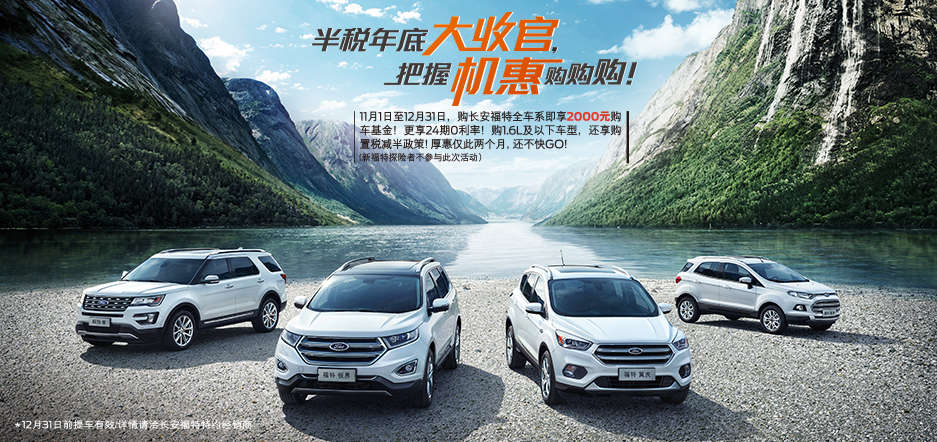 半税年底大收官，
把握机惠购购购！
11月1日至12月31日，购长安福特全车系即享2000元购
车基金！更享24期0利率！购1.6L及以下车型，还享购
置税减半政策！厚惠仅此两个月，还不快GO！
（新福特探险者不参与此次活动）
Ford
福特 锐界
Ford
福特 翼虎
★12月31日前提车有效/详情请洽长安福特特约经销商